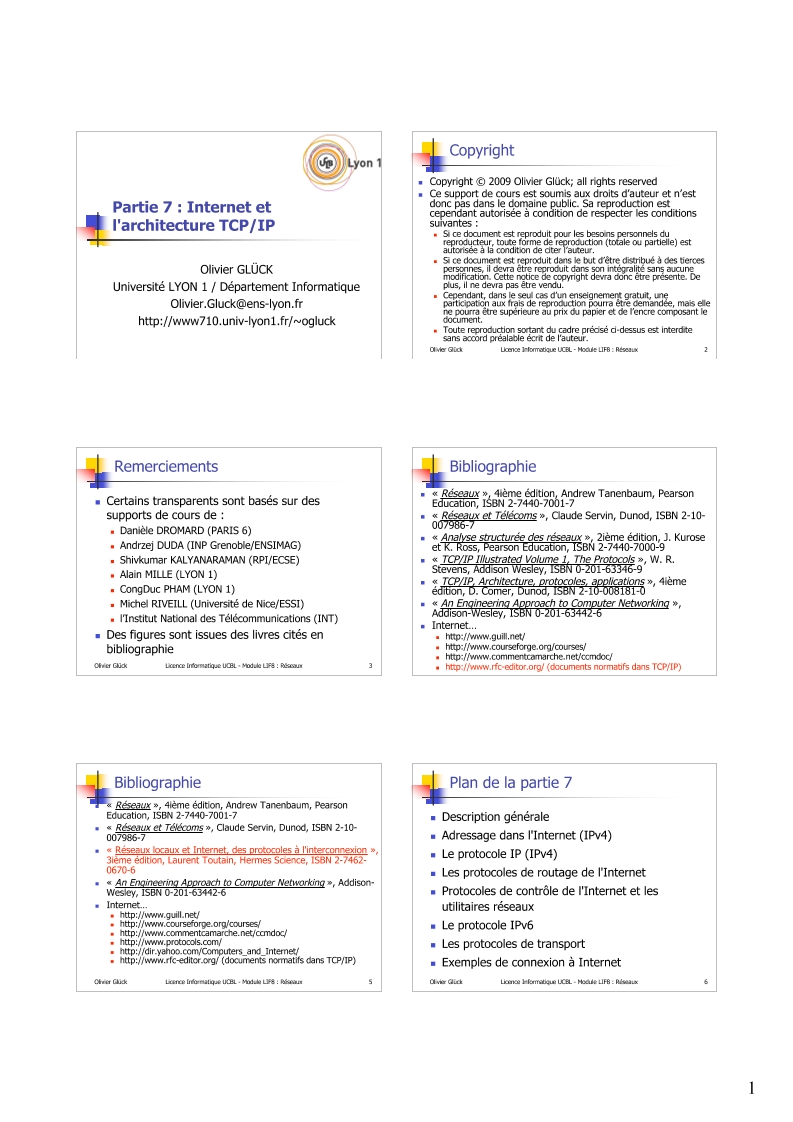 UCB Lyon 1
Partie 7 : Internet et
l'architecture TCP/IP
Olivier GLÜCK
Université LYON 1 / Département Informatique
Olivier.Gluck@ens-lyon.fr
http://www710.univ-lyon1.fr/~ogluck
Copyright
Copyright © 2009 Olivier Glück; all rights reserved
Ce support de cours est soumis aux droits d’auteur et n’est
donc pas dans le domaine public. Sa reproduction est
cependant autorisée à condition de respecter les conditions
suivantes :
Si ce document est reproduit pour les besoins personnels du
reproducteur, toute forme de reproduction (totale ou partielle) est
autorisée à la condition de citer l’auteur.
Si ce document est reproduit dans le but d’être distribué à des tierces
personnes, il devra être reproduit dans son intégralité sans aucune
modification. Cette notice de copyright devra donc être présente. De
plus, il ne devra pas être vendu.
Cependant, dans le seul cas d’un enseignement gratuit, une
participation aux frais de reproduction pourra être demandée, mais elle
ne pourra être supérieure au prix du papier et de l’encre composant le
document.
Toute reproduction sortant du cadre précisé ci-dessus est interdite
sans accord préalable écrit de l’auteur.
Olivier Glück Licence Informatique UCBL - Module LIF8 : Réseaux 2
Remerciements
Certains transparents sont basés sur des
supports de cours de :
Danièle DROMARD (PARIS 6)
Andrzej DUDA (INP Grenoble/ENSIMAG)
Shivkumar KALYANARAMAN (RPI/ECSE)
Alain MILLE (LYON 1)
CongDuc PHAM (LYON 1)
Michel RIVEILL (Université de Nice/ESSI)
l’Institut National des Télécommunications (INT)
Des figures sont issues des livres cités en
bibliographie
Olivier Glück Licence Informatique UCBL - Module LIF8 : Réseaux 3
Bibliographie
« Réseaux », 4ième édition, Andrew Tanenbaum, Pearson
Education, ISBN 2-7440-7001-7
« Réseaux et Télécoms », Claude Servin, Dunod, ISBN 2-10-
007986-7
« Analyse structurée des réseaux », 2ième édition, J. Kurose
et K. Ross, Pearson Education, ISBN 2-7440-7000-9
« TCP/IP Illustrated Volume 1, The Protocols », W. R.
Stevens, Addison Wesley, ISBN 0-201-63346-9
« TCP/IP, Architecture, protocoles, applications », 4ième
édition, D. Comer, Dunod, ISBN 2-10-008181-0
« An Engineering Approach to Computer Networking »,
Addison-Wesley, ISBN 0-201-63442-6
Internet…
http://www.guill.net/
http://www.courseforge.org/courses/
http://www.commentcamarche.net/ccmdoc/
http://www.rfc-editor.org/ (documents normatifs dans TCP/IP)
Bibliographie
« Réseaux », 4ième édition, Andrew Tanenbaum, Pearson
Education, ISBN 2-7440-7001-7
« Réseaux et Télécoms », Claude Servin, Dunod, ISBN 2-10-
007986-7
« Réseaux locaux et Internet, des protocoles à l'interconnexion »,
3ième édition, Laurent Toutain, Hermes Science, ISBN 2-7462-
0670-6
« An Engineering Approach to Computer Networking », Addison-
Wesley, ISBN 0-201-63442-6
Internet…
http://www.guill.net/
http://www.courseforge.org/courses/
http://www.commentcamarche.net/ccmdoc/
http://www.protocols.com/
http://dir.yahoo.com/Computers_and_Internet/
http://www.rfc-editor.org/ (documents normatifs dans TCP/IP)
Olivier Glück Licence Informatique UCBL - Module LIF8 : Réseaux 5
Plan de la partie 7
Description générale
Adressage dans l'Internet (IPv4)
Le protocole IP (IPv4)
Les protocoles de routage de l'Internet
Protocoles de contrôle de l'Internet et les
utilitaires réseaux
Le protocole IPv6
Les protocoles de transport
Exemples de connexion à Internet
Olivier Glück Licence Informatique UCBL - Module LIF8 : Réseaux 6
1